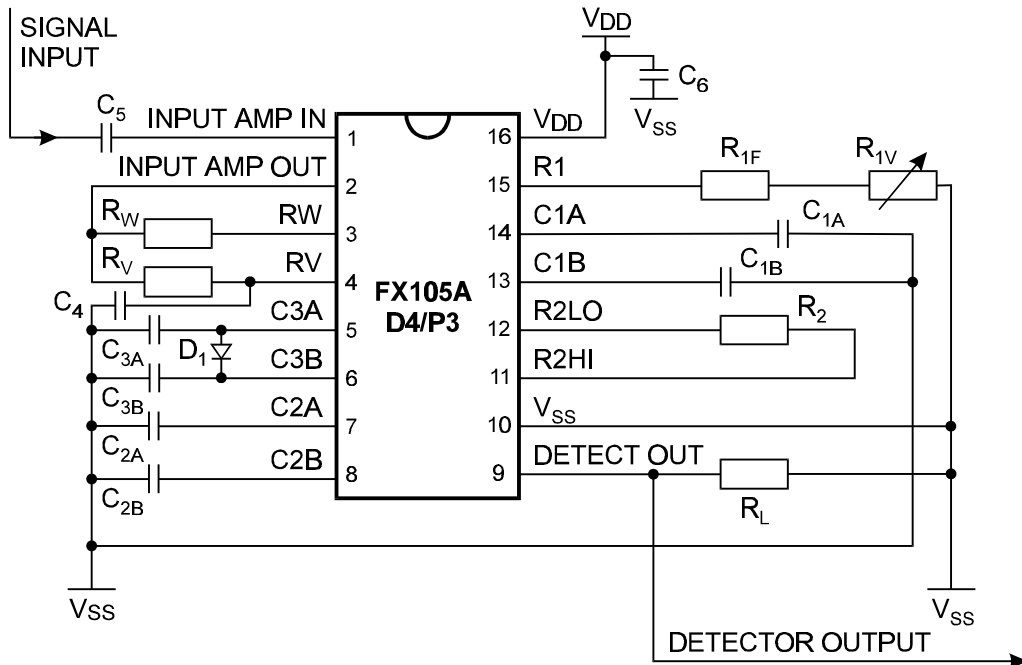 SIGNAL
INPUT
C5
INPUT AMP IN
INPUT AMP OUT
RW
RW
RV
RV
C4
C3A
C3A
D1
C3B
C3B
C2A
C2A
C2B
C2B
VSS
1
2
3
4
5
6
7
8
FX105A
D4/P3
16
15
14
13
12
11
10
9
VDD
C6
VSS
VDD
R1
R1F
R1V
C1A
C1A
C1B
C1B
R2LO
R2
R2HI
VSS
DETECT OUT
RL
VSS
DETECTOR OUTPUT